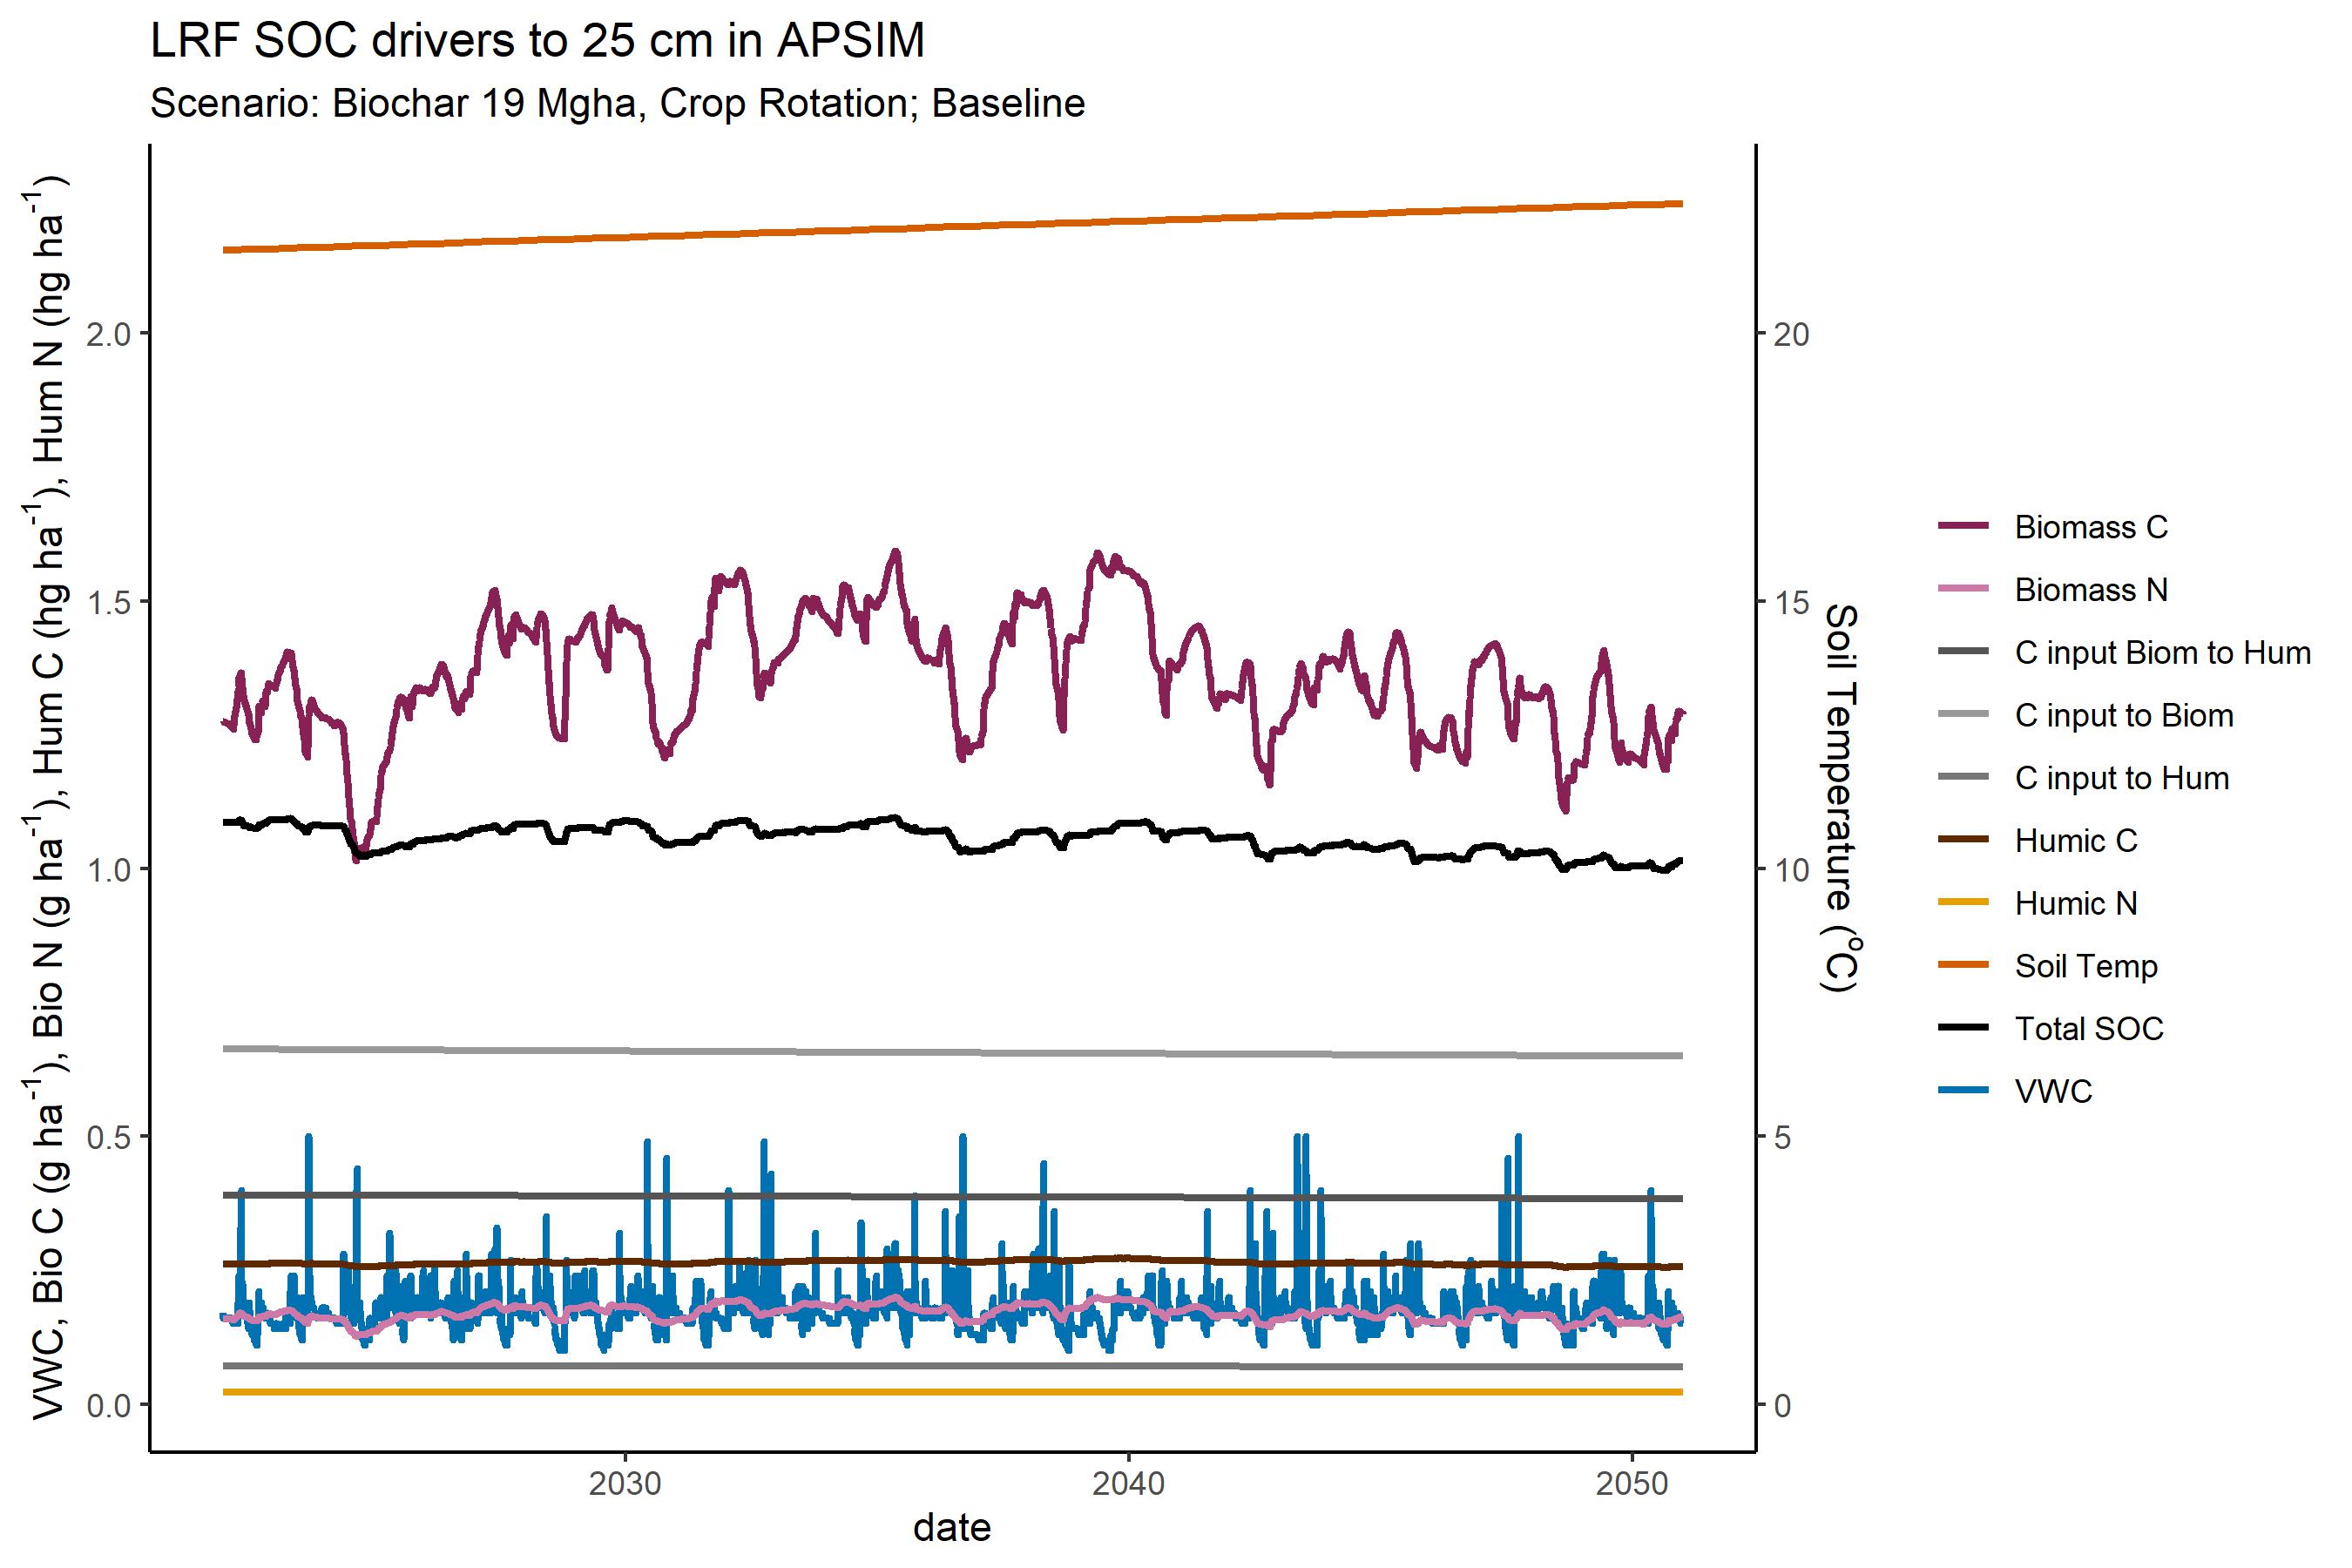 LRF SOC drivers to 25 cm in APSIM
Scenario: Biochar 19 Mgha, Crop Rotation; Baseline
VWC, Bio C (g ha⁻¹), Bio N (g ha⁻¹), Hum C (hg ha⁻¹), Hum N (hg ha⁻¹)
2.0
1.5
1.0
0.5
0.0
2030
2040
2050
date
20
15
10
5
0
Soil Temperature (ºC)
Biomass C
Biomass N
C input Biom to Hum
C input to Biom
C input to Hum
Humic C
Humic N
Soil Temp
Total SOC
VWC